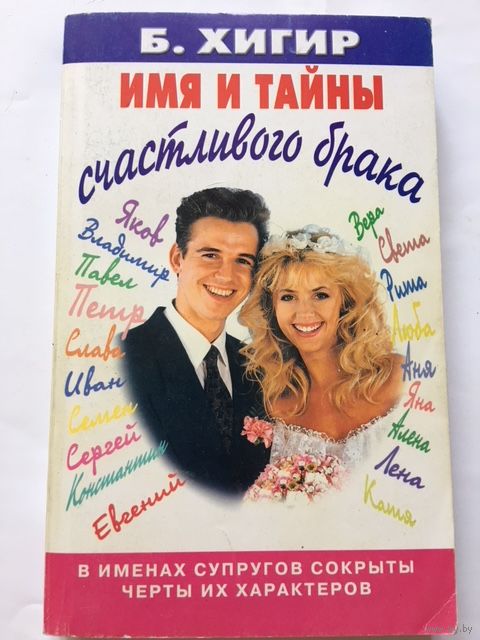 Б. ХИГИР
ИМЯ И ТАЙНЫ
счастливого брака
Яков
Владимир
Павел
Петр
Слава
Иван
Семен
Сергей
Константин
Евгений
Вера
Света
Рита
Люба
Аня
Яна
Алена
Лена
Катя
В ИМЕНАХ СУПРУГОВ СОКРЫТЫ
ЧЕРТЫ ИХ ХАРАКТЕРОВ